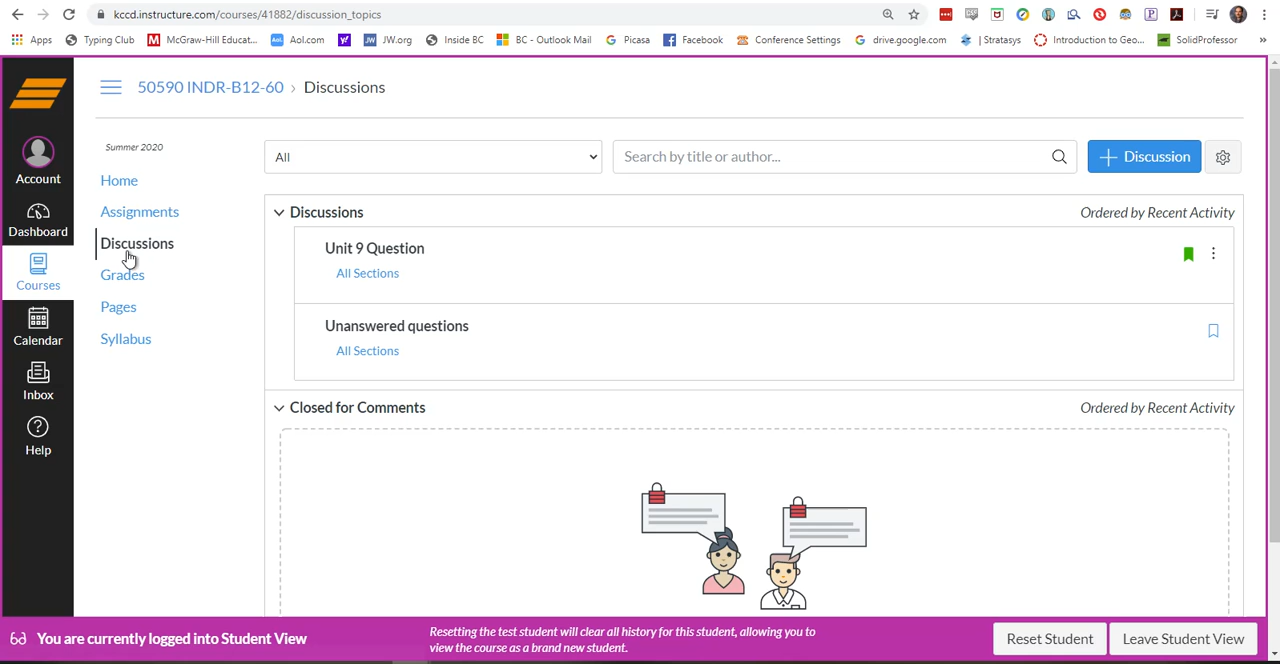 kccd.instructure.com/courses/41882/discussion_topics
Apps Typing Club McGraw-Hill Educat... Aol.com JW.org Inside BC BC - Outlook Mail Picasa Facebook Conference Settings drive.google.com | Stratasys Introduction to Geo... SolidProfessor »
50590 INDR-B12-60 › Discussions
Summer 2020
All
Search by title or author...
Discussion
Account
Home
Dashboard
Assignments
Discussions
Ordered by Recent Activity
Discussions
Unit 9 Question
All Sections
Courses
Grades
Pages
Unanswered questions
All Sections
Calendar
Syllabus
Inbox
Closed for Comments
Ordered by Recent Activity
Help
You are currently logged into Student View
Resetting the test student will clear all history for this student, allowing you to
view the course as a brand new student.
Reset Student
Leave Student View